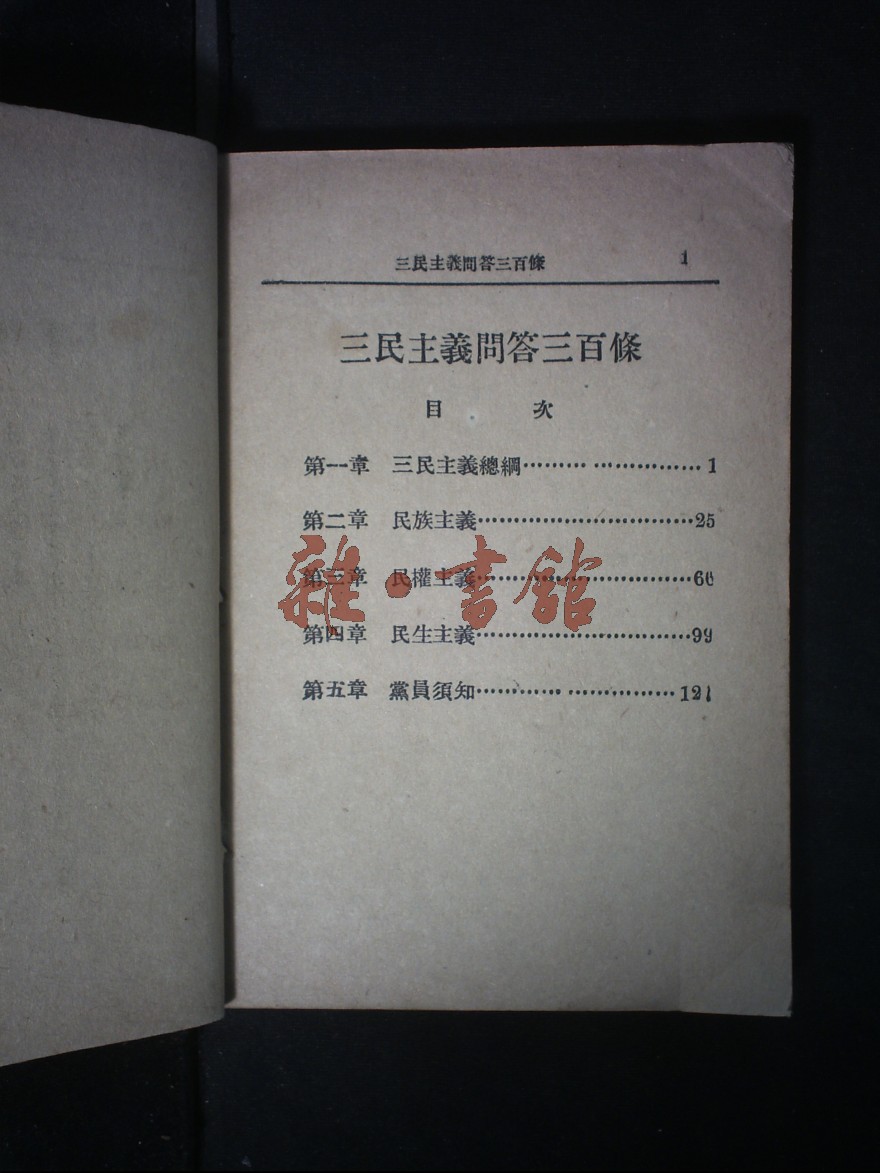 三民主義問答三百條 1
三民主義問答三百條
目 次
第一章 三民主義總綱……… ……………1
第二章 民族主義…………………………25
第三章 民權主義…………………………66
第四章 民生主義…………………………99
第五章 黨員須知………… ……………121
雜·書館